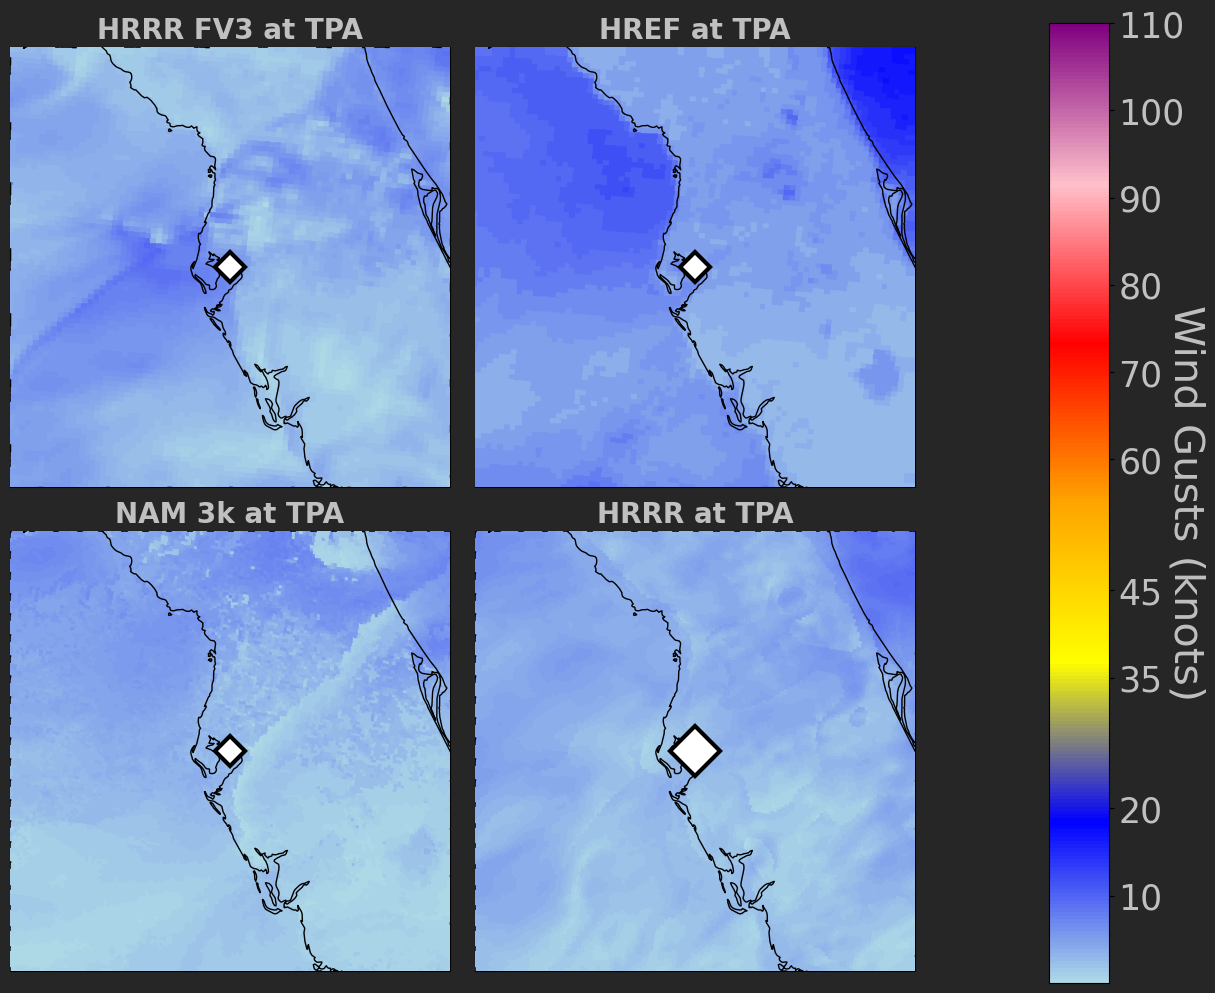 HRRR FV3 at TPA
HREF at TPA
NAM 3k at TPA
HRRR at TPA
110
100
90
80
70
60
45
35
20
10
Wind Gusts (knots)